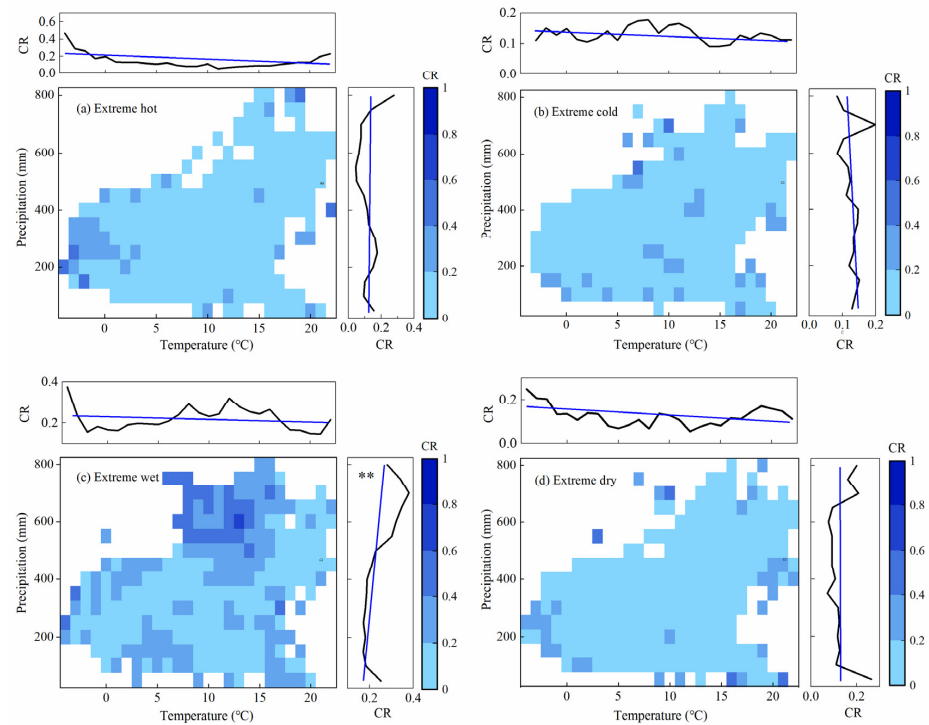 0.6
0.4
0.2
0.0
CR
0.2
0.1
0.0
CR
CR
800
600
400
200
Precipitation (mm)
(a) Extreme hot
0 5 10 15 20
Temperature (℃)
0.0 0.2 0.4
CR
1
0.8
0.6
0.4
0.2
0
CR
800
600
400
200
Precipitation (mm)
(b) Extreme cold
0 5 10 15 20
Temperature (℃)
0.0 0.1 0.2
CR
1
0.8
0.6
0.4
0.2
0
0.4
0.2
CR
0.2
0.0
CR
CR
800
600
400
200
Precipitation (mm)
(c) Extreme wet
**
0 5 10 15 20
Temperature (℃)
0.2 0.4
CR
1
0.8
0.6
0.4
0.2
0
CR
800
600
400
200
Precipitation (mm)
(d) Extreme dry
0 5 10 15 20
Temperature (℃)
0.0 0.2
CR
1
0.8
0.6
0.4
0.2
0